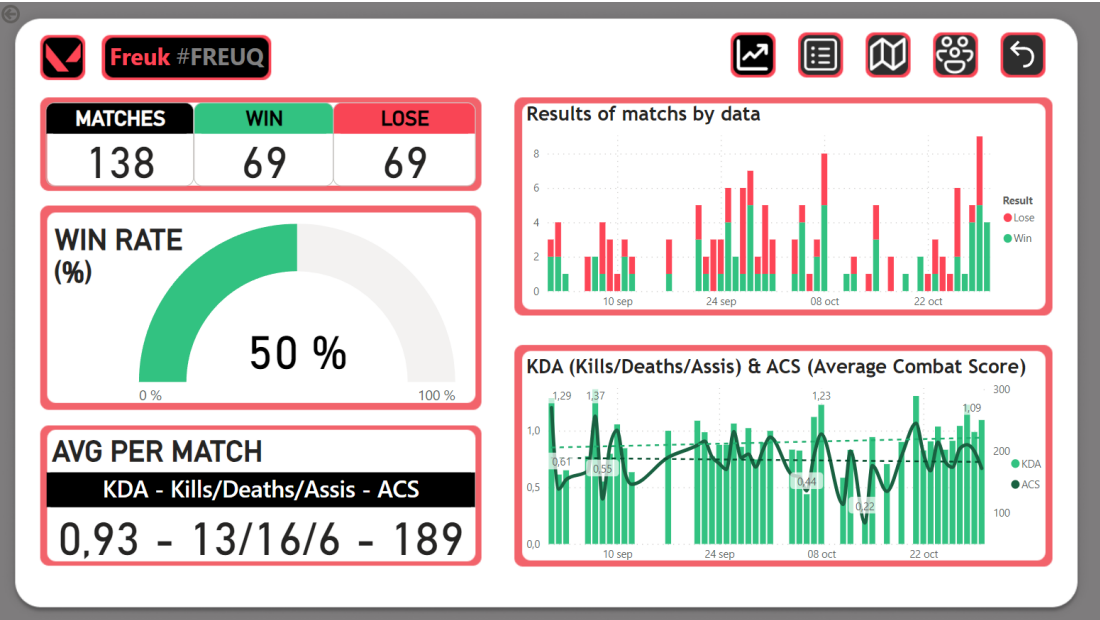 Freuk #FREUQ
MATCHES WIN LOSE
138 69 69
WIN RATE
(%)
50 %
0 % 100 %
AVG PER MATCH
KDA - Kills/Deaths/Assis - ACS
0,93 - 13/16/6 - 189
Results of matchs by data
8
6
4
2
0
10 sep 24 sep 08 oct 22 oct
Result
Lose
Win
KDA (Kills/Deaths/Assis) & ACS (Average Combat Score)
1,29 1,37 1,23 1,09
0,61 0,55 0,44 0,22
1,0
0,5
0,0
300
200
100
10 sep 24 sep 08 oct 22 oct
KDA
ACS